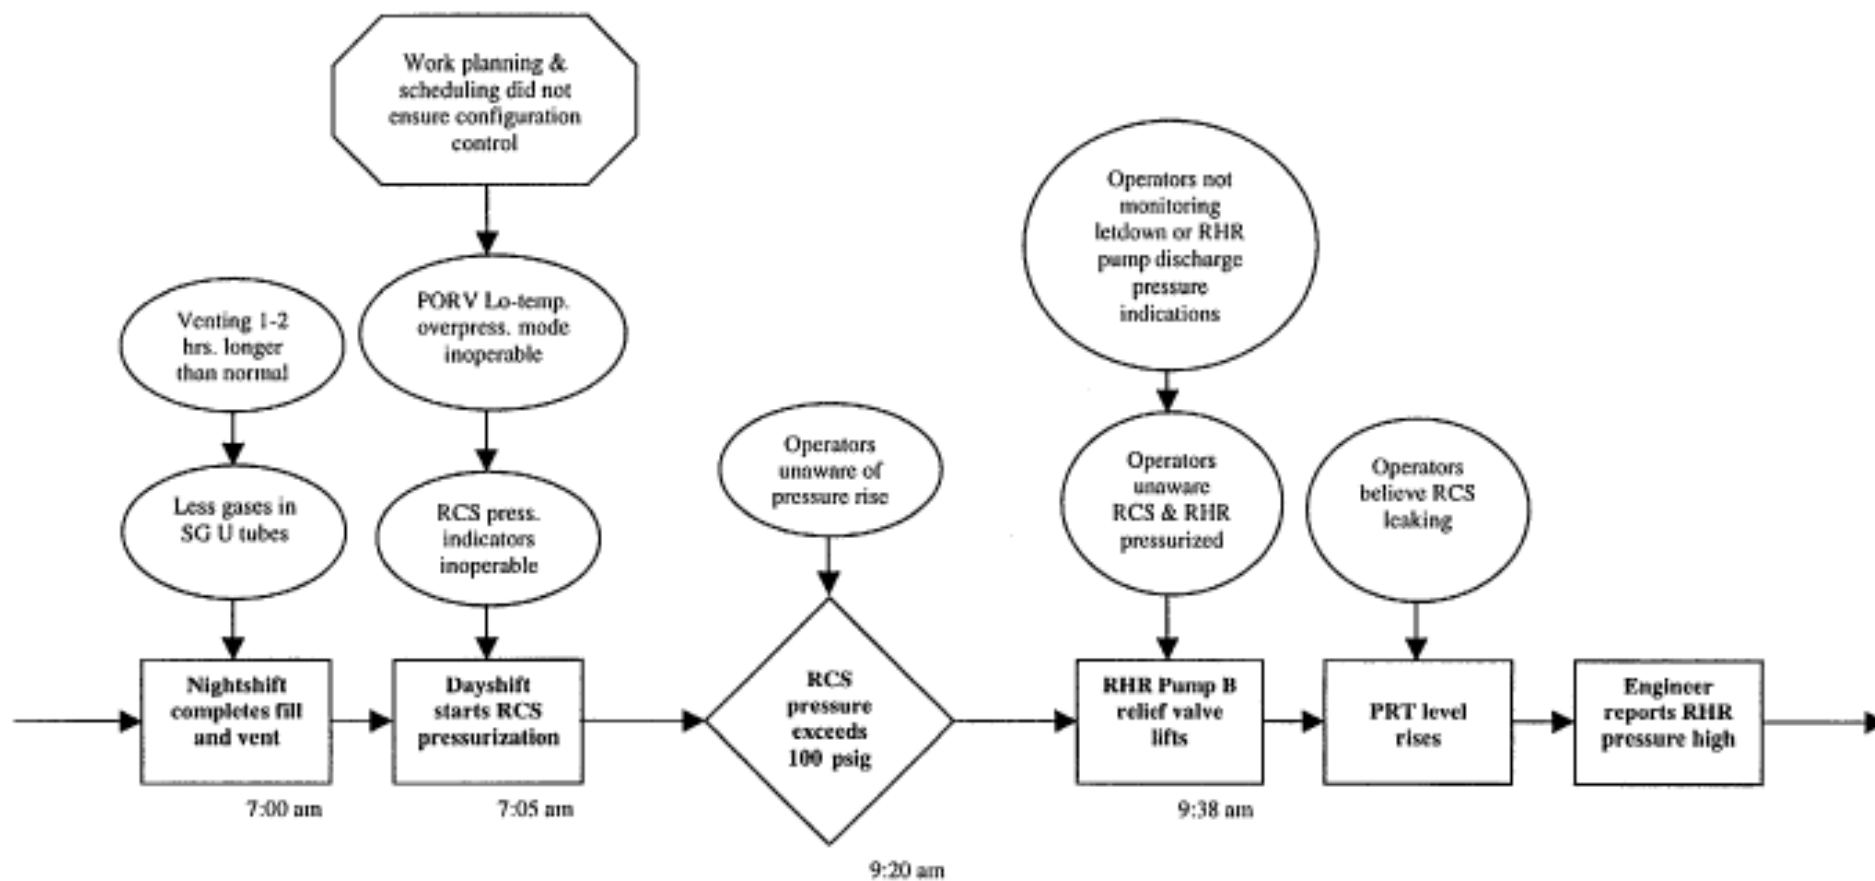 Work planning &
scheduling did not
ensure configuration
control
Operators not
monitoring
letdown or RHR
pump discharge
pressure
indications
Venting 1-2
hrs. longer
than normal
PORV Lo-temp.
overpress. mode
inoperable
Operators
unaware of
pressure rise
Operators
unaware
RCS & RHR
pressurized
Operators
believe RCS
leaking
Less gases in
SG U tubes
RCS press.
indicators
inoperable
Nightshift
completes fill
and vent
Dayshift
starts RCS
pressurization
RCS
pressure
exceeds
100 psig
RHR Pump B
relief valve
lifts
PRT level
rises
Engineer
reports RHR
pressure high
7:00 am
7:05 am
9:20 am
9:38 am